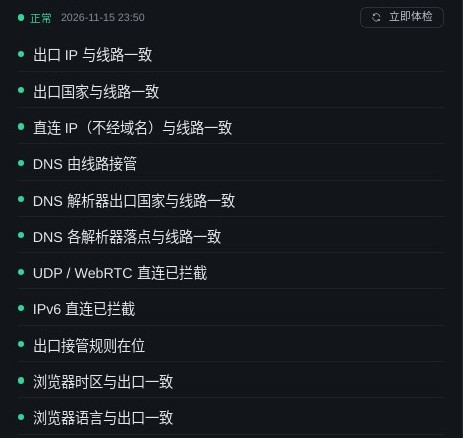 正常 2026-11-15 23:50 立即体检
出口 IP 与线路一致
出口国家与线路一致
直连 IP（不经域名）与线路一致
DNS 由线路接管
DNS 解析器出口国家与线路一致
DNS 各解析器落点与线路一致
UDP / WebRTC 直连已拦截
IPv6 直连已拦截
出口接管规则在位
浏览器时区与出口一致
浏览器语言与出口一致